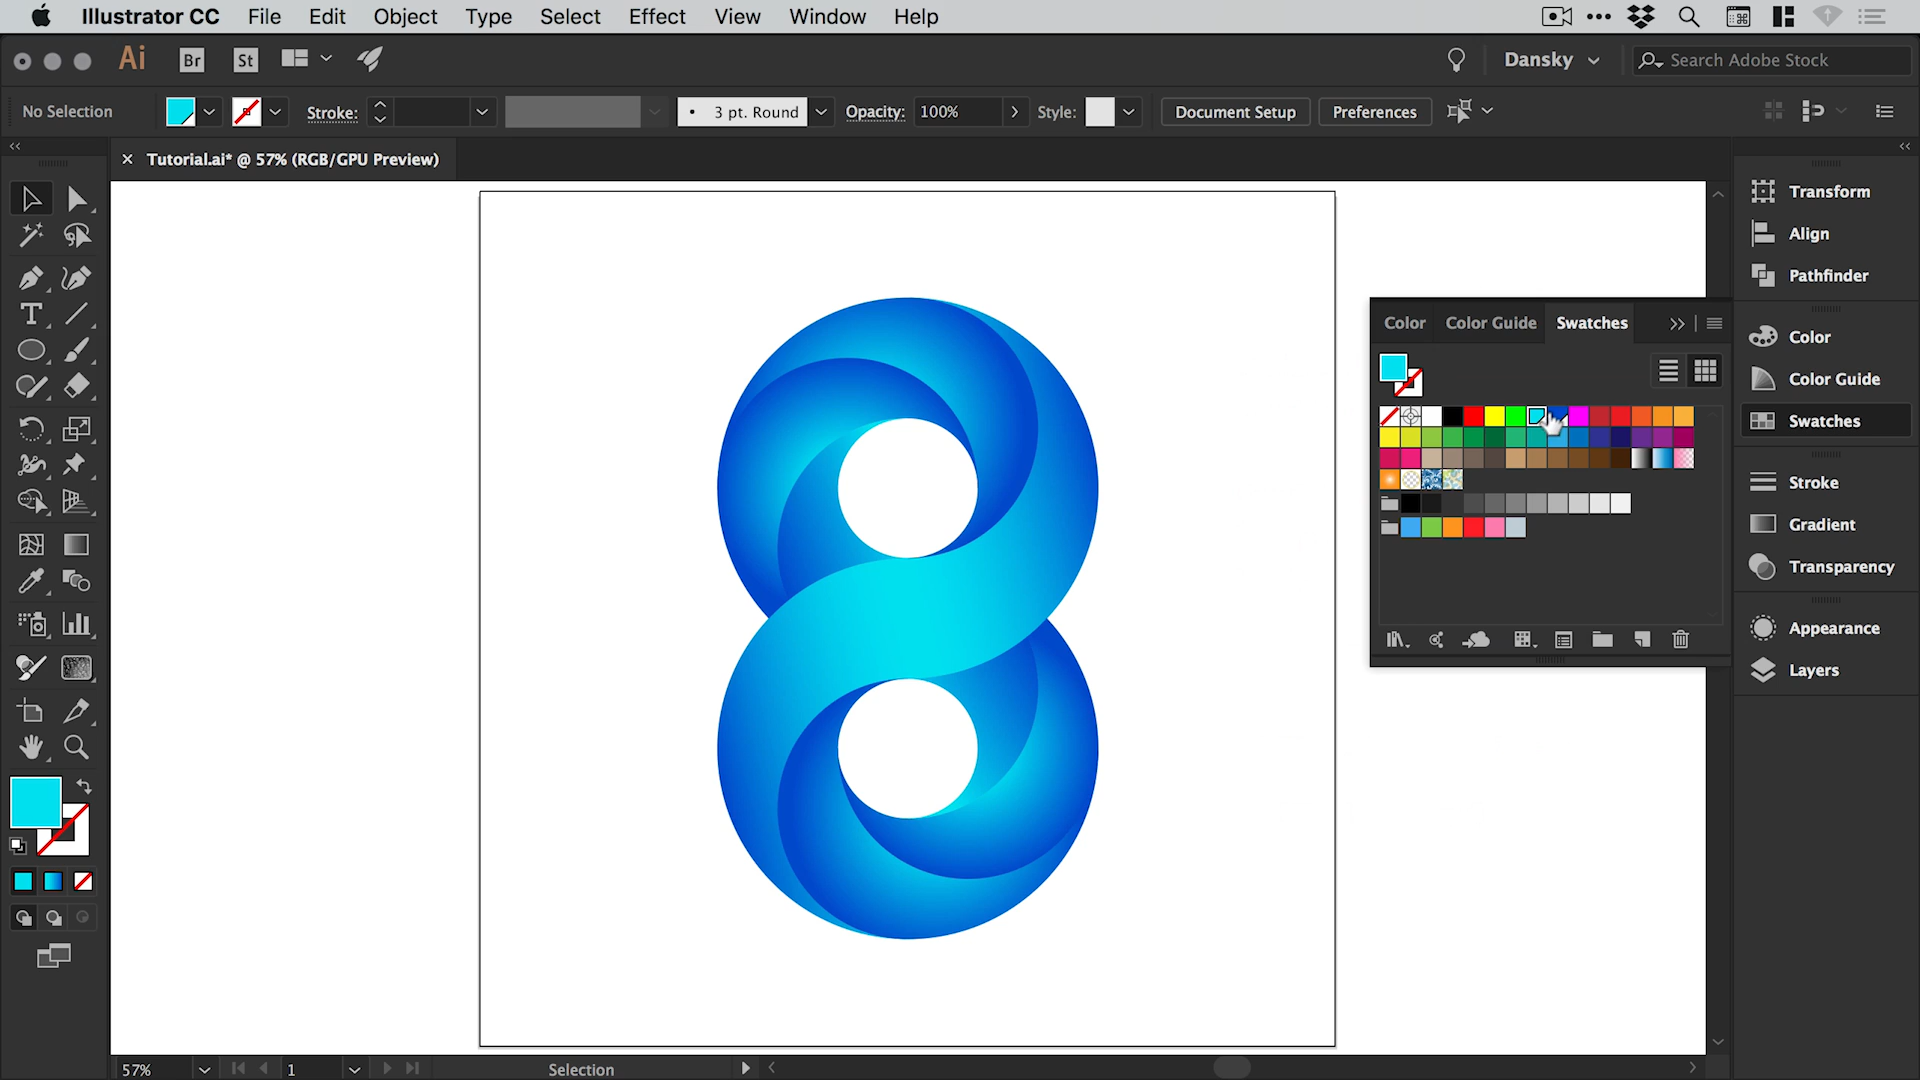 Illustrator CC File Edit Object Type Select Effect View Window Help
Ai Br St Dansky Search Adobe Stock
No Selection Stroke: 3 pt. Round Opacity: 100% Style: Document Setup Preferences
Tutorial.ai* @ 57% (RGB/GPU Preview)
Transform
Align
Pathfinder
Color Color Guide Swatches
Color
Color Guide
Swatches
Stroke
Gradient
Transparency
Appearance
Layers
8
57% 1 Selection